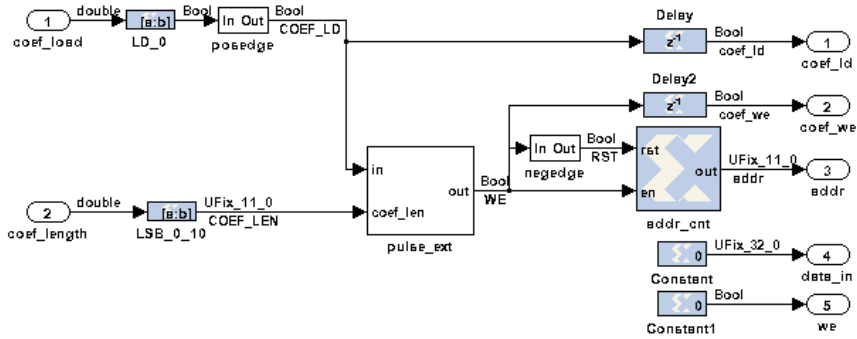 Delay
double
Bool
Bool
1
[a:b]
In Out
COEF_LD
z-1
Bool
coef_ld
1
coef_load
LD_0
posedge
coef_ld
Delay2
z-1
Bool
coef_we
2
coef_we
In Out
Bool
RST
rst
negedge
in
out
Bool
WE
en
out
UFix_11_0
addr
3
addr
double
UFix_11_0
2
[a:b]
COEF_LEN
coef_len
coef_length
LSB_0_10
pulse_ext
addr_cnt
0
UFix_32_0
4
Constant
data_in
0
Bool
5
Constant1
we